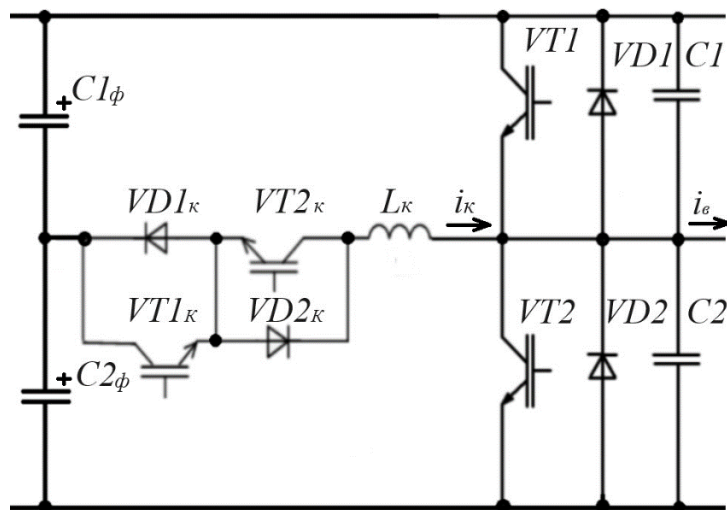 VT1
VD1 C1
+ C1ф
VD1к VT2к Lк iк iв
VT1к VD2к VT2 VD2 C2
+ C2ф